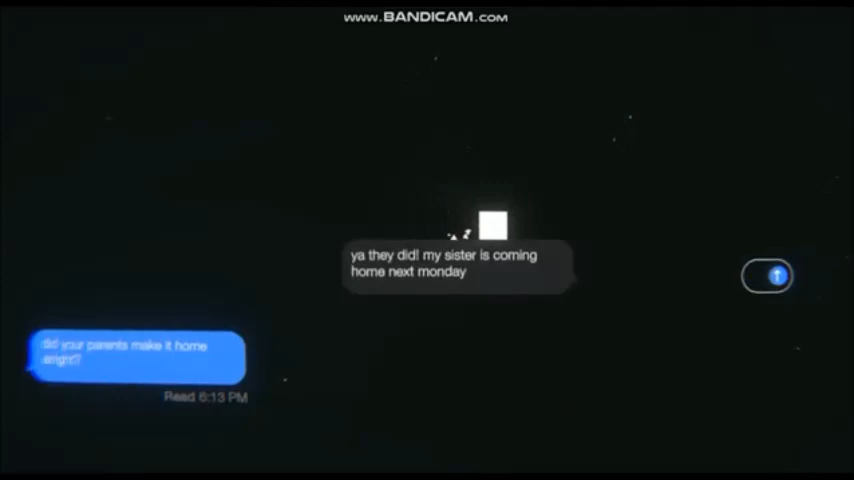 www.BANDICAM.com
ya they did! my sister is coming
home next monday
did your parents make it home
alright?
Read 6:13 PM